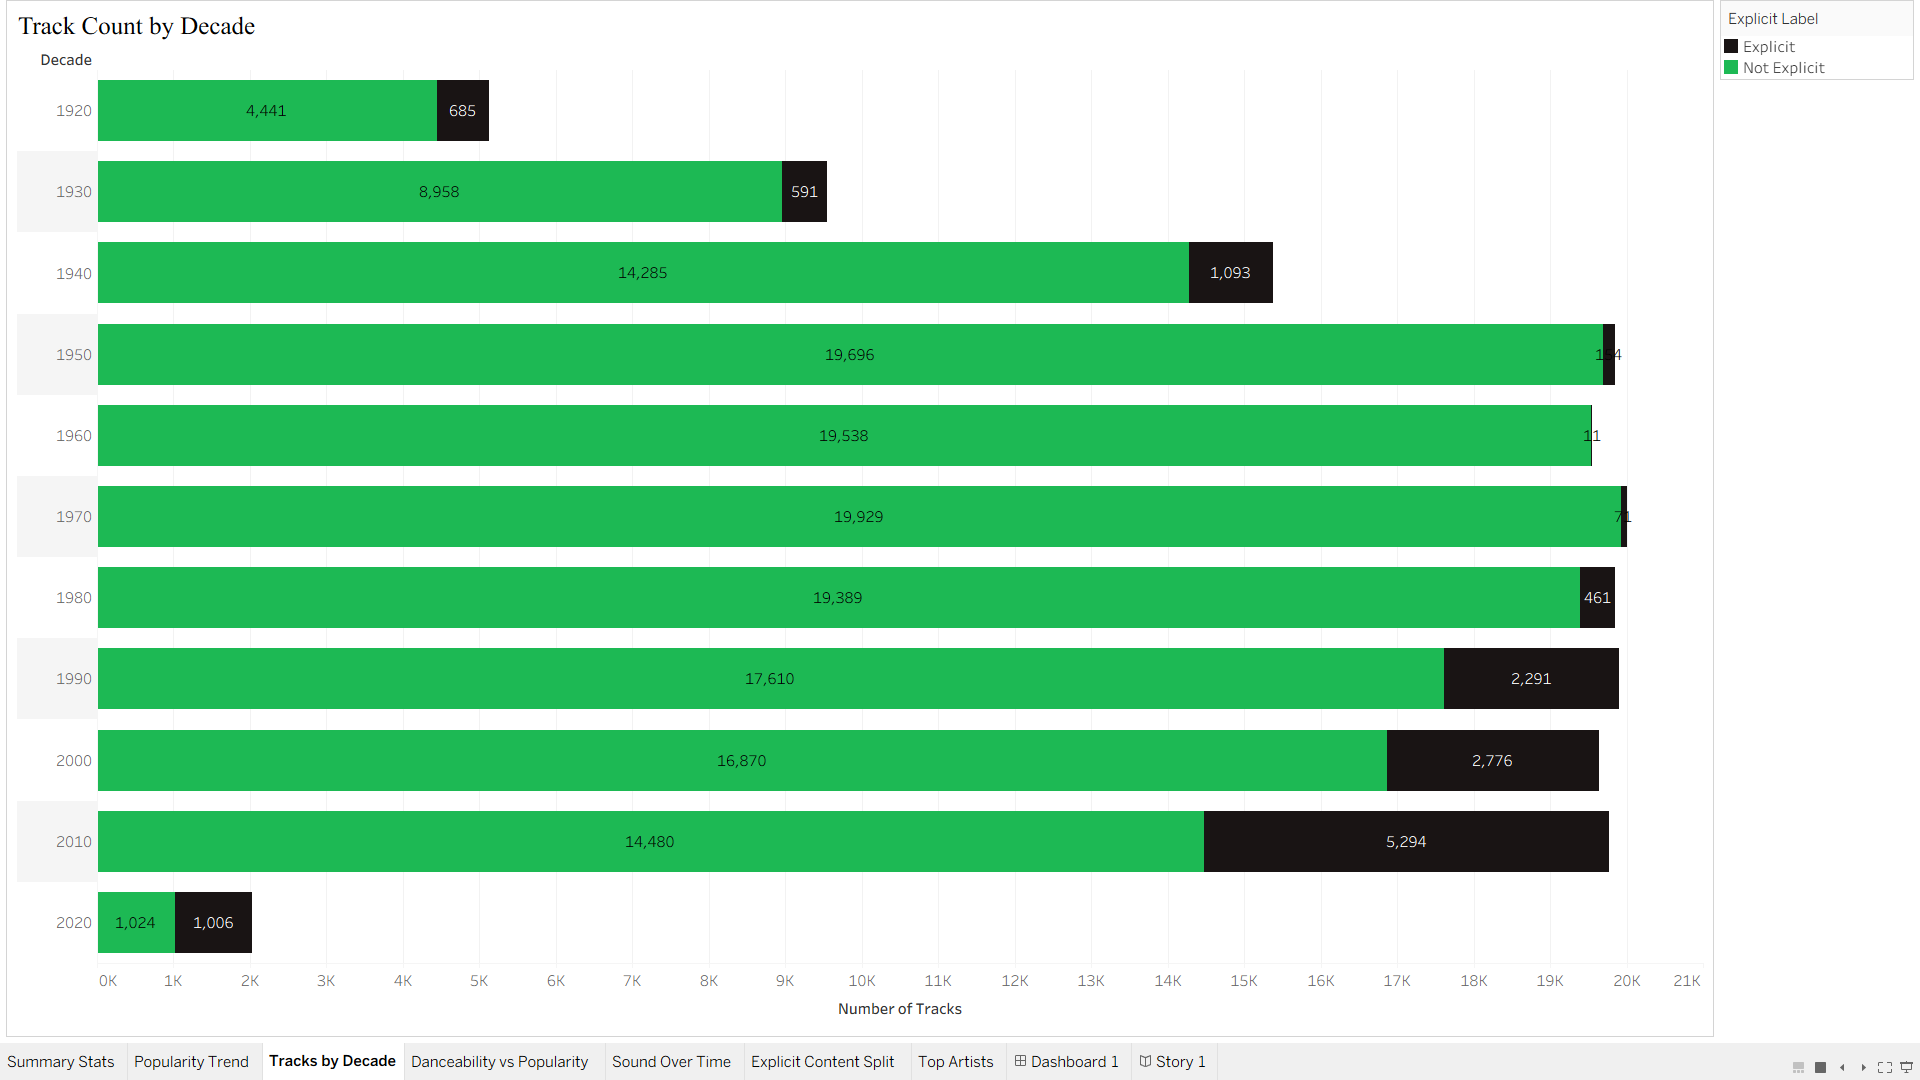 Track Count by Decade
Decade
1920 4,441 685
1930 8,958 591
1940 14,285 1,093
1950 19,696 154
1960 19,538 11
1970 19,929 71
1980 19,389 461
1990 17,610 2,291
2000 16,870 2,776
2010 14,480 5,294
2020 1,024 1,006
0K 1K 2K 3K 4K 5K 6K 7K 8K 9K 10K 11K 12K 13K 14K 15K 16K 17K 18K 19K 20K 21K
Number of Tracks
Explicit Label
Explicit
Not Explicit
Summary Stats Popularity Trend Tracks by Decade Danceability vs Popularity Sound Over Time Explicit Content Split Top Artists Dashboard 1 Story 1